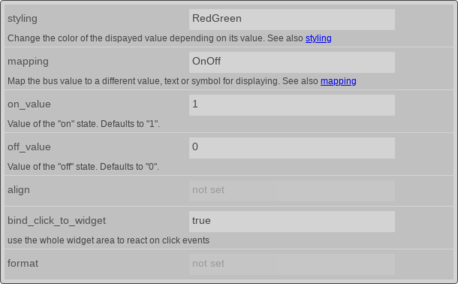 styling RedGreen
Change the color of the dispayed value depending on its value. See also styling
mapping OnOff
Map the bus value to a different value, text or symbol for displaying. See also mapping
on_value 1
Value of the "on" state. Defaults to "1".
off_value 0
Value of the "off" state. Defaults to "0".
align not set
bind_click_to_widget true
use the whole widget area to react on click events
format not set